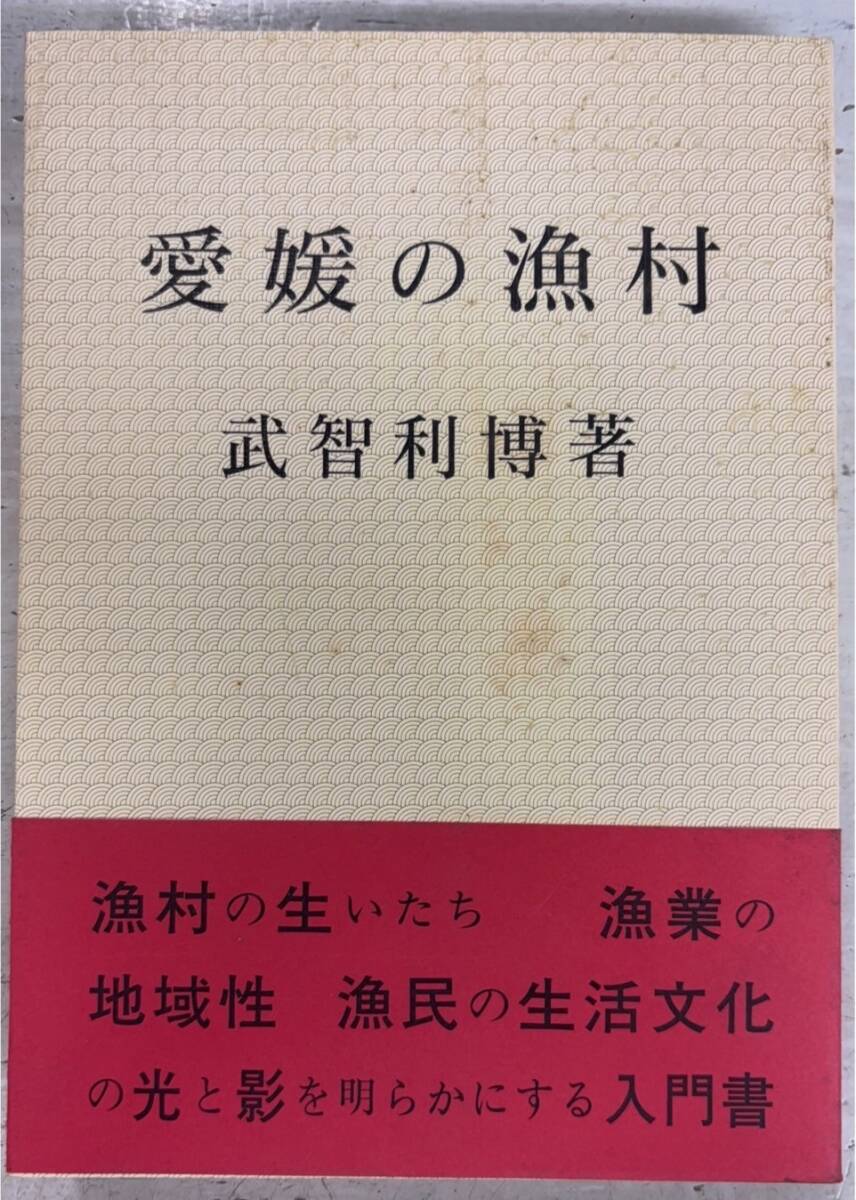 愛媛の漁村
武智利博著
漁村の生いたち　漁業の
地域性　漁民の生活文化
の光と影を明らかにする入門書